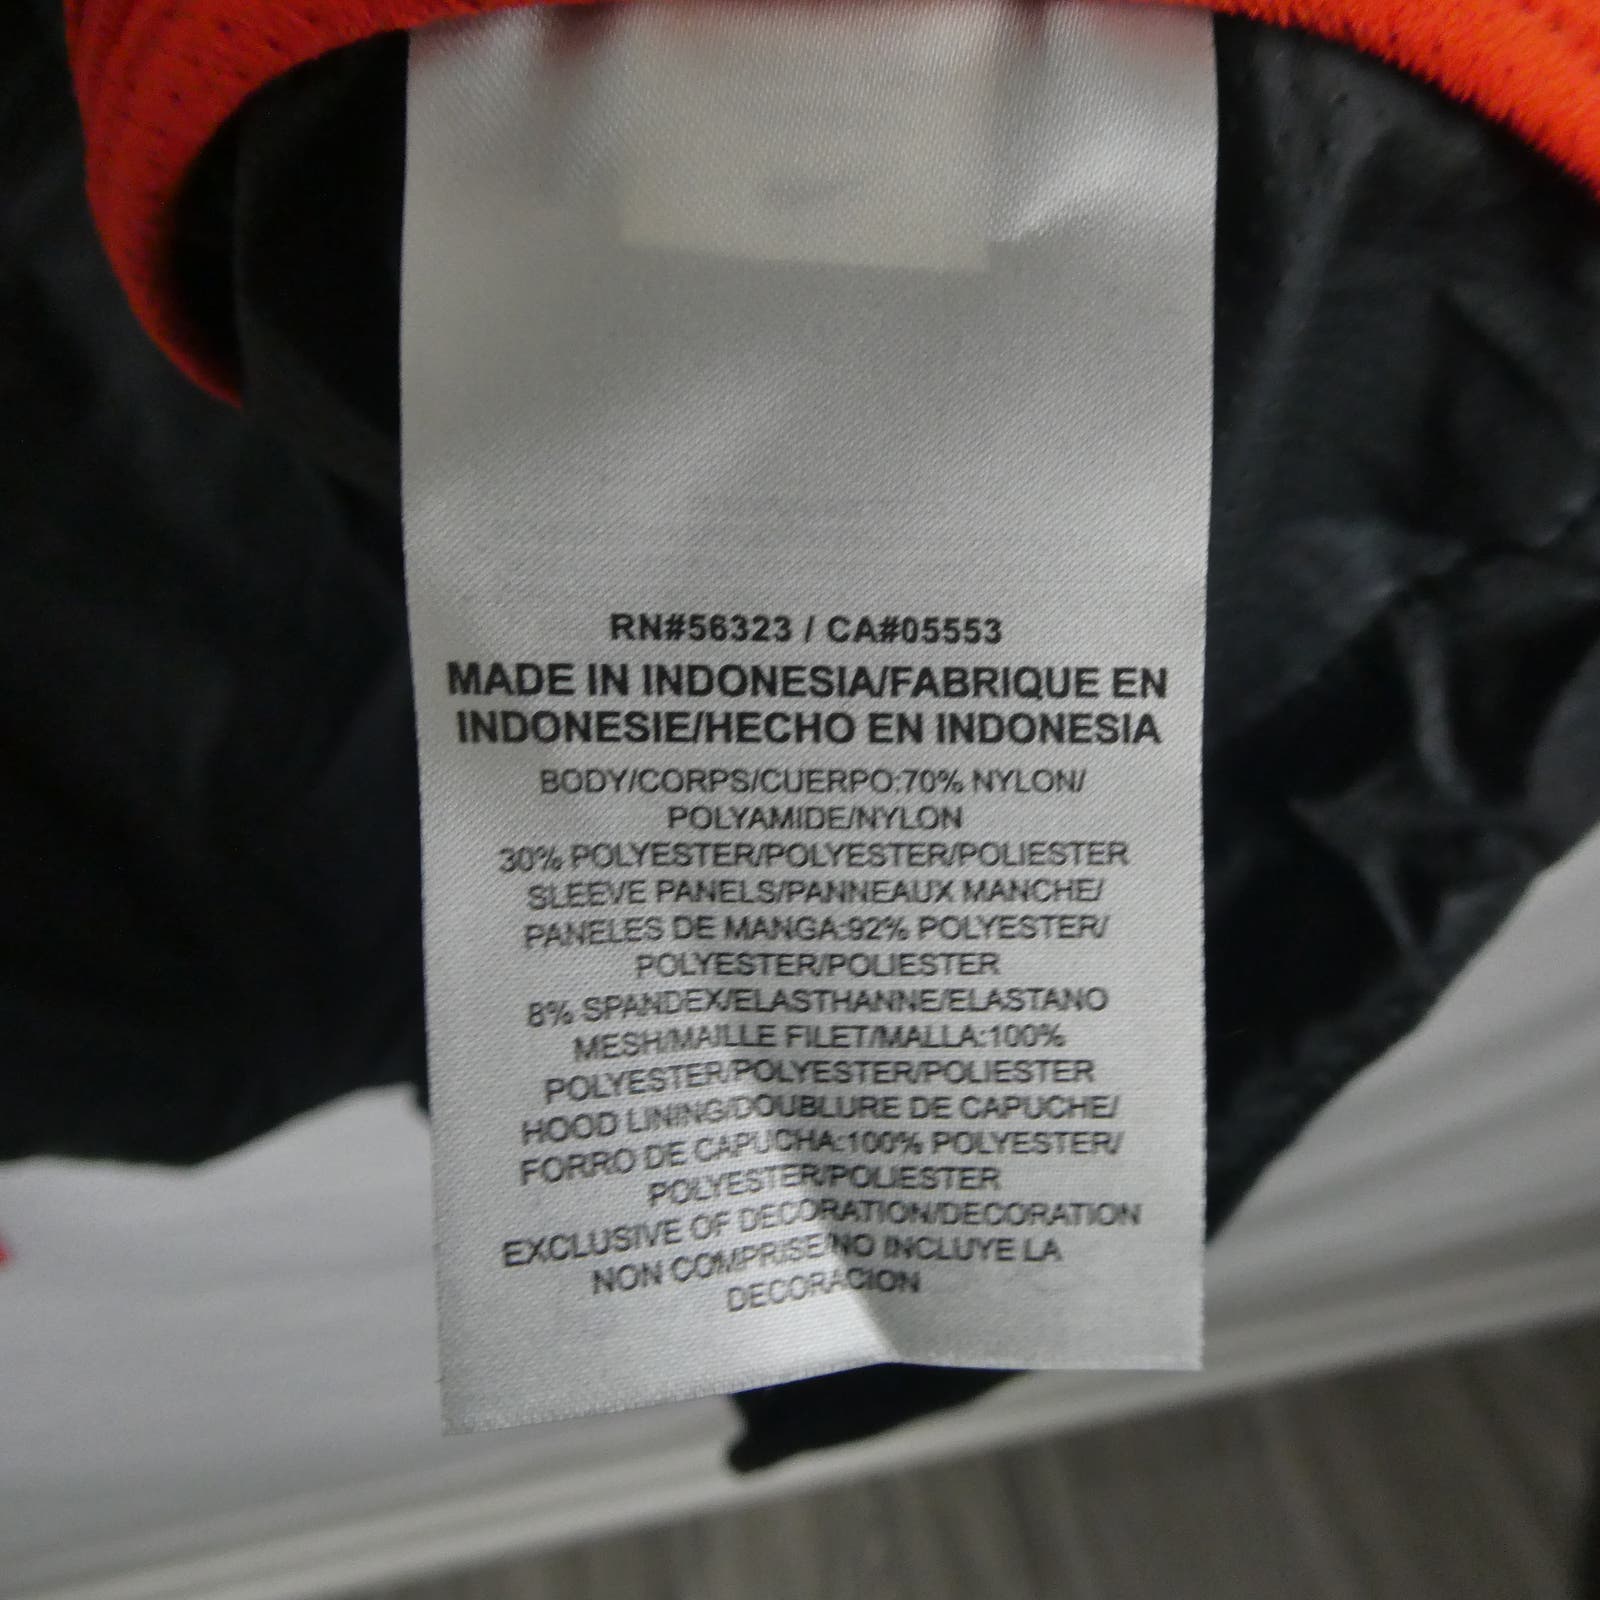 RN#56323 / CA#05553
MADE IN INDONESIA/FABRIQUE EN
INDONESIE/HECHO EN INDONESIA
BODY/CORPS/CUERPO:70% NYLON/
POLYAMIDE/NYLON
30% POLYESTER/POLYESTER/POLIESTER
SLEEVE PANELS/PANNEAUX MANCHE/
PANELES DE MANGA:92% POLYESTER/
POLYESTER/POLIESTER
8% SPANDEX/ELASTHANNE/ELASTANO
MESH/MAILLE FILET/MALLA:100%
POLYESTER/POLYESTER/POLIESTER
HOOD LINING/DOUBLURE DE CAPUCHE/
FORRO DE CAPUCHA:100% POLYESTER/
POLYESTER/POLIESTER
EXCLUSIVE OF DECORATION/DECORATION
NON COMPRISE/NO INCLUYE LA
DECORACION